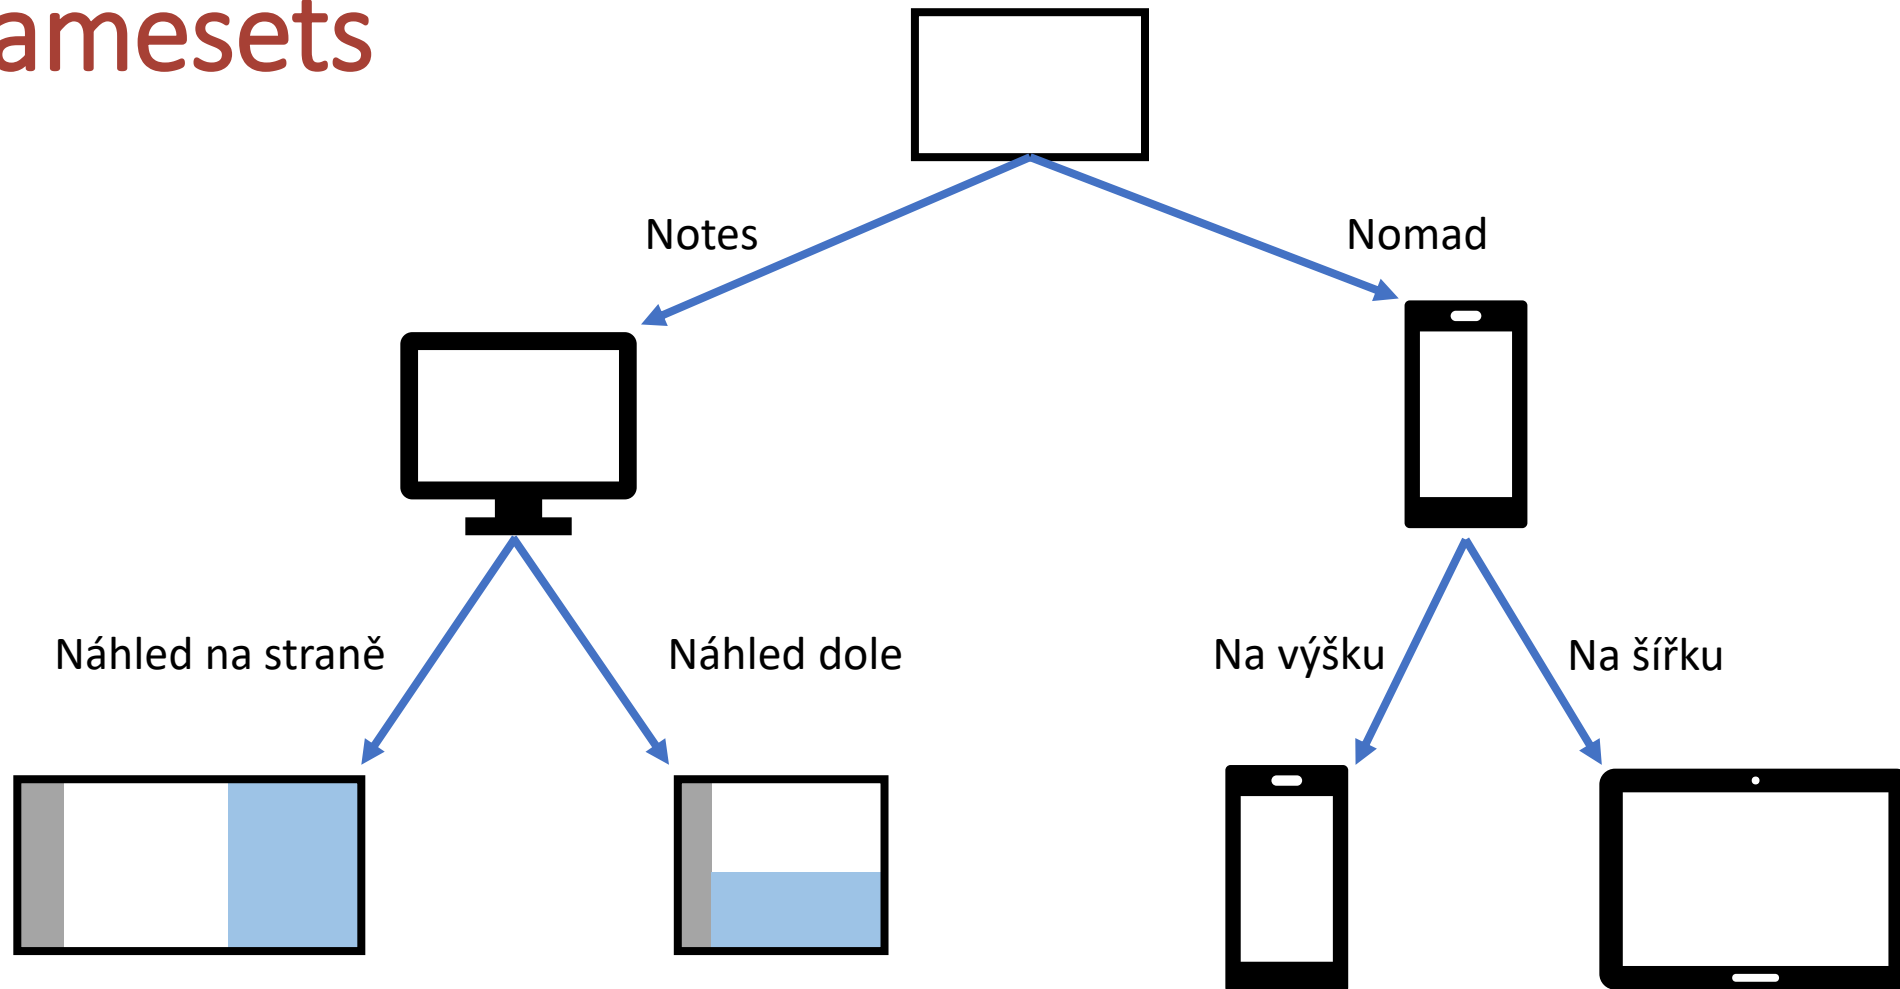 amesets
Notes
Nomad
Náhled na straně
Náhled dole
Na výšku
Na šířku